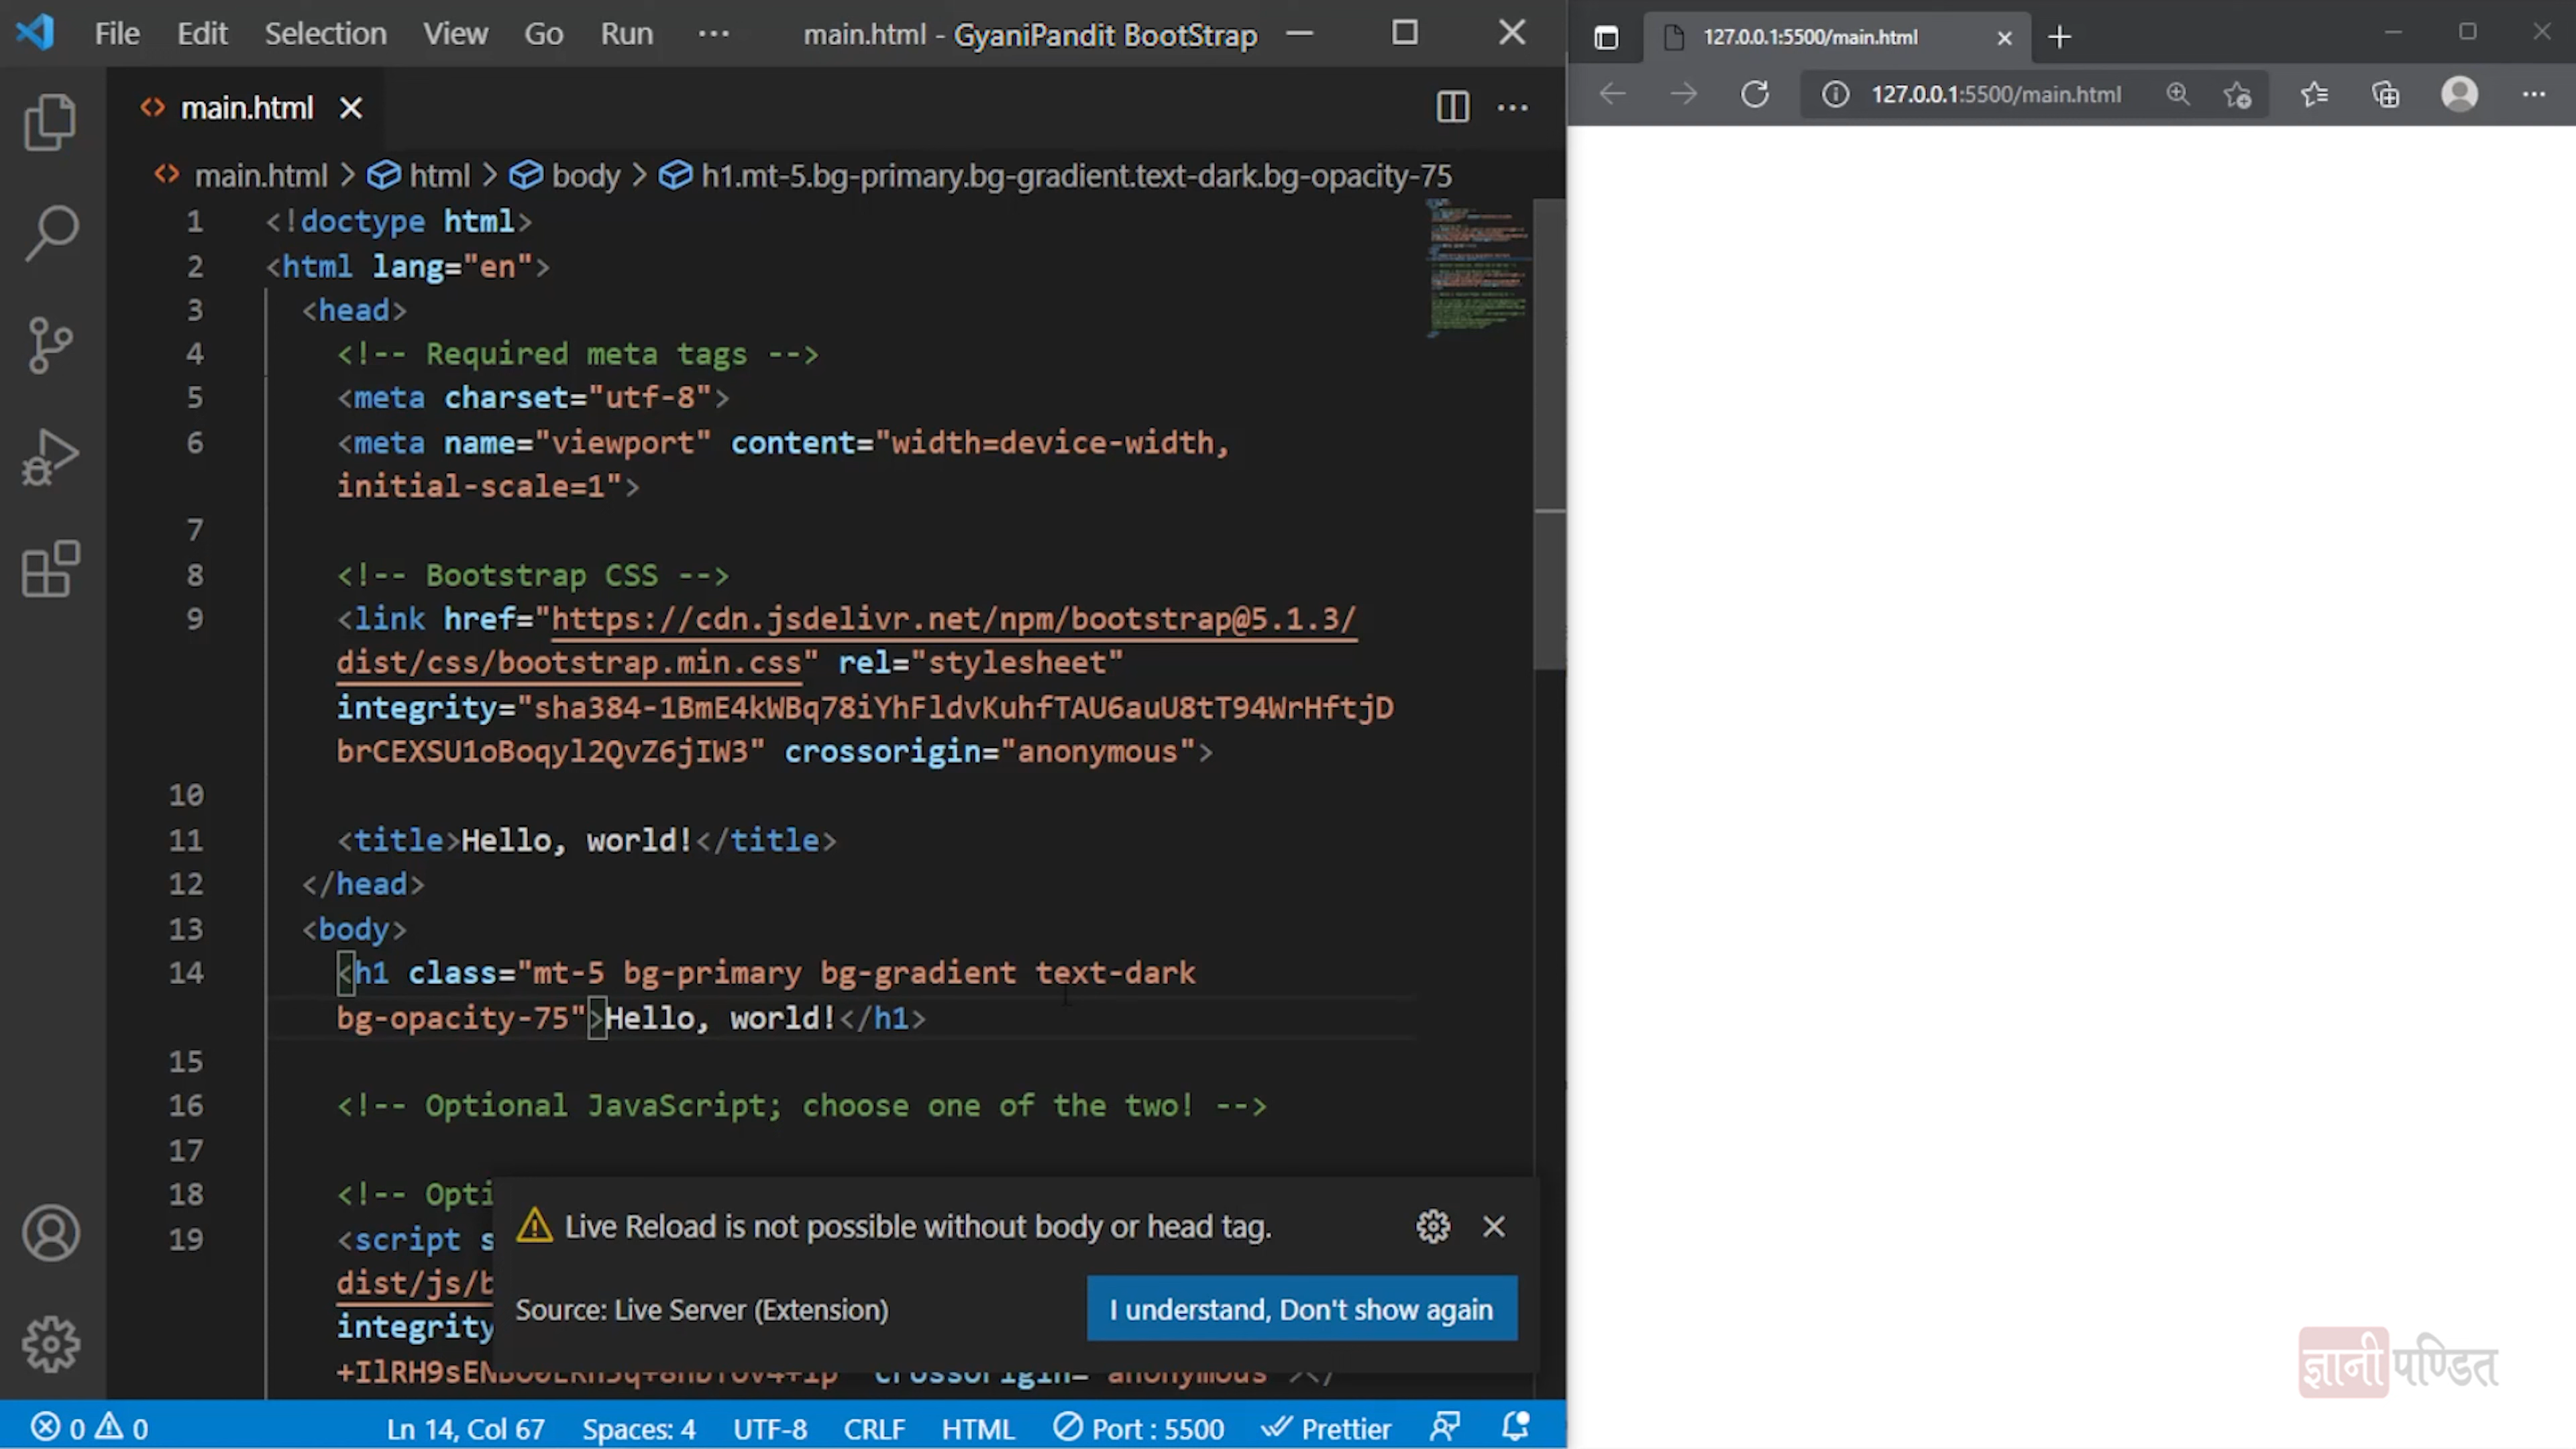 File Edit Selection View Go Run ··· main.html - GyaniPandit BootStrap
main.html
main.html > html > body > h1.mt-5.bg-primary.bg-gradient.text-dark.bg-opacity-75
1 <!doctype html>
2 <html lang="en">
3 <head>
4 <!-- Required meta tags -->
5 <meta charset="utf-8">
6 <meta name="viewport" content="width=device-width,
initial-scale=1">
7
8 <!-- Bootstrap CSS -->
9 <link href="https://cdn.jsdelivr.net/npm/bootstrap@5.1.3/
dist/css/bootstrap.min.css" rel="stylesheet"
integrity="sha384-1BmE4kWBq78iYhFldvKuhfTAU6auU8tT94WrHftjD
brCEXSU1oBoqyl2QvZ6jIW3" crossorigin="anonymous">
10
11 <title>Hello, world!</title>
12 </head>
13 <body>
14 <h1 class="mt-5 bg-primary bg-gradient text-dark
bg-opacity-75">Hello, world!</h1>
15
16 <!-- Optional JavaScript; choose one of the two! -->
17
18 <!-- Opti
19 <script s
dist/js/b
integrity
crossorigin="anonymous"></
Live Reload is not possible without body or head tag.
Source: Live Server (Extension)
I understand, Don't show again
0 0 Ln 14, Col 67 Spaces: 4 UTF-8 CRLF HTML Port : 5500 Prettier
127.0.0.1:5500/main.html
127.0.0.1:5500/main.html
ज्ञानी पण्डित